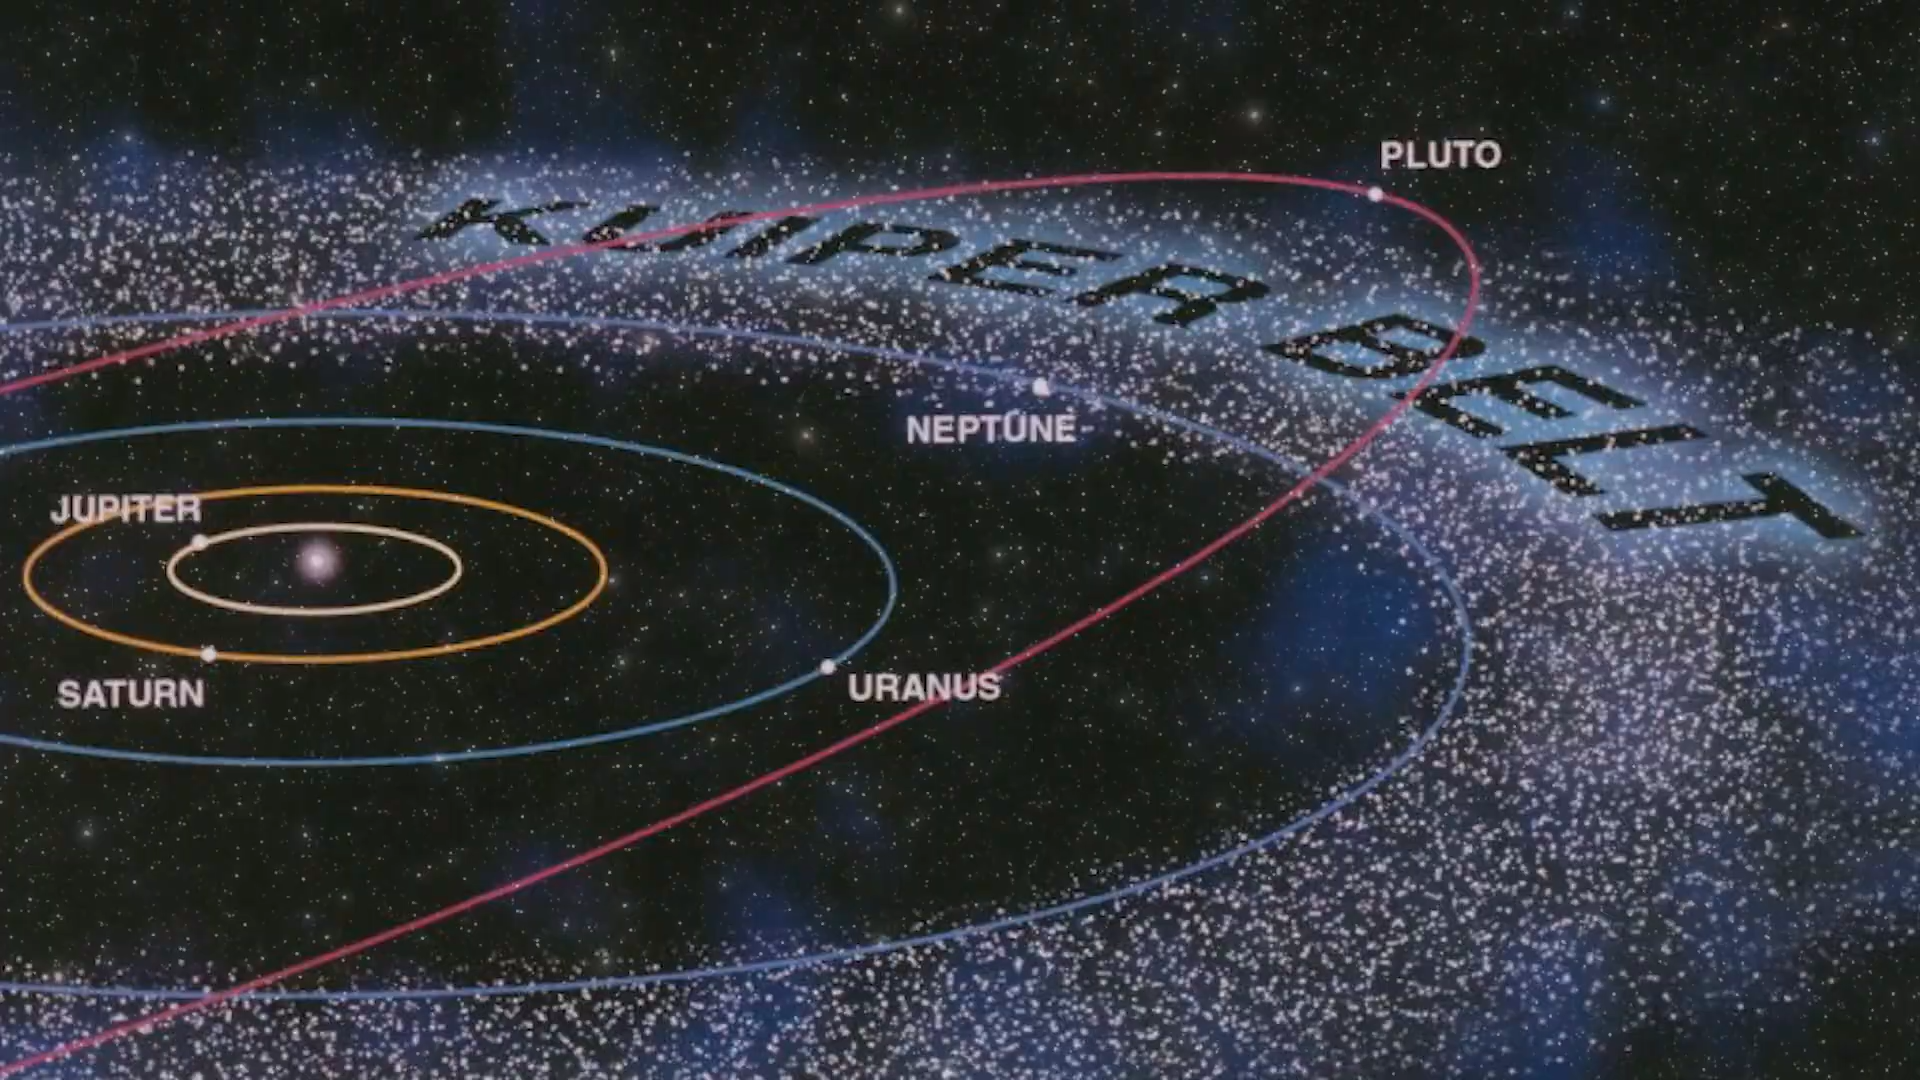 PLUTO
KUIPER BELT
NEPTUNE
JUPITER
SATURN
URANUS